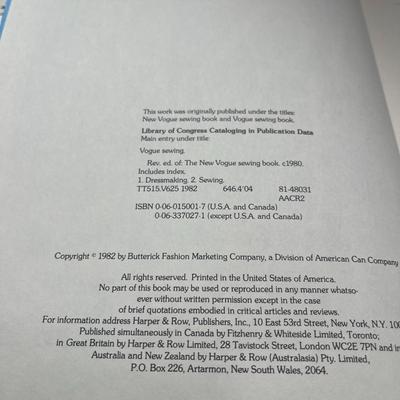 This work was originally published under the titles:
New Vogue sewing book and Vogue sewing book.
Library of Congress Cataloging in Publication Data
Main entry under title:
Vogue sewing.
Rev. ed. of: The New Vogue sewing book. c1980.
Includes index.
1. Dressmaking. 2. Sewing.
TT515.V625 1982 646.4'04 81-48031
AACR2
ISBN 0-06-015001-7 (U.S.A. and Canada)
0-06-337027-1 (except U.S.A. and Canada)
Copyright © 1982 by Butterick Fashion Marketing Company, a Division of American Can Company
All rights reserved. Printed in the United States of America.
No part of this book may be used or reproduced in any manner whatso-
ever without written permission except in the case
of brief quotations embodied in critical articles and reviews.
For information address Harper & Row, Publishers, Inc., 10 East 53rd Street, New York, N.Y. 100
Published simultaneously in Canada by Fitzhenry & Whiteside Limited, Toronto;
in Great Britain by Harper & Row Limited, 28 Tavistock Street, London WC2E 7PN and in
Australia and New Zealand by Harper & Row (Australasia) Pty. Limited,
P.O. Box 226, Artarmon, New South Wales, 2064.